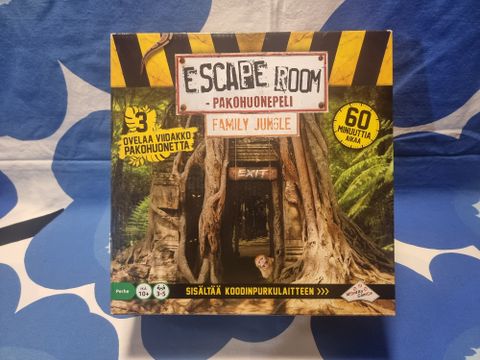 ESCAPE ROOM
- PAKOHUONEPELI
FAMILY JUNGLE
3
OVELAA VIIDAKKO
PAKOHUONETTA
60
MINUUTTIA
AIKAA
EXIT
SISÄLTÄÄ KOODINPURKULAITTEEN >>>
Perhe
10+
3-5